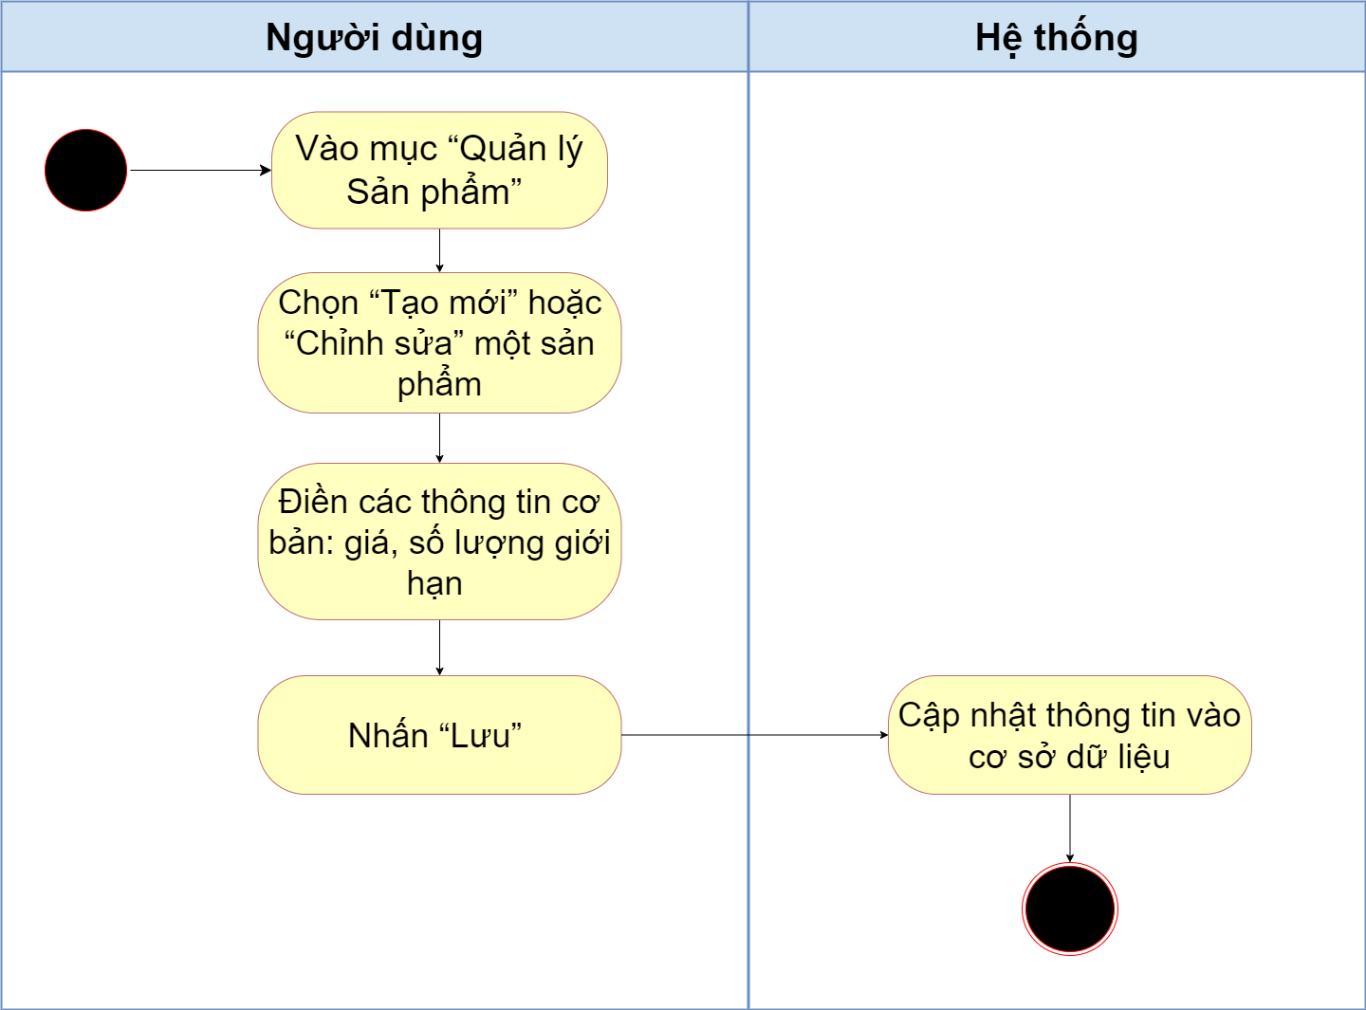 Người dùng
Hệ thống
Vào mục “Quản lý
Sản phẩm”
Chọn “Tạo mới” hoặc
“Chỉnh sửa” một sản
phẩm
Điền các thông tin cơ
bản: giá, số lượng giới
hạn
Nhấn “Lưu”
Cập nhật thông tin vào
cơ sở dữ liệu